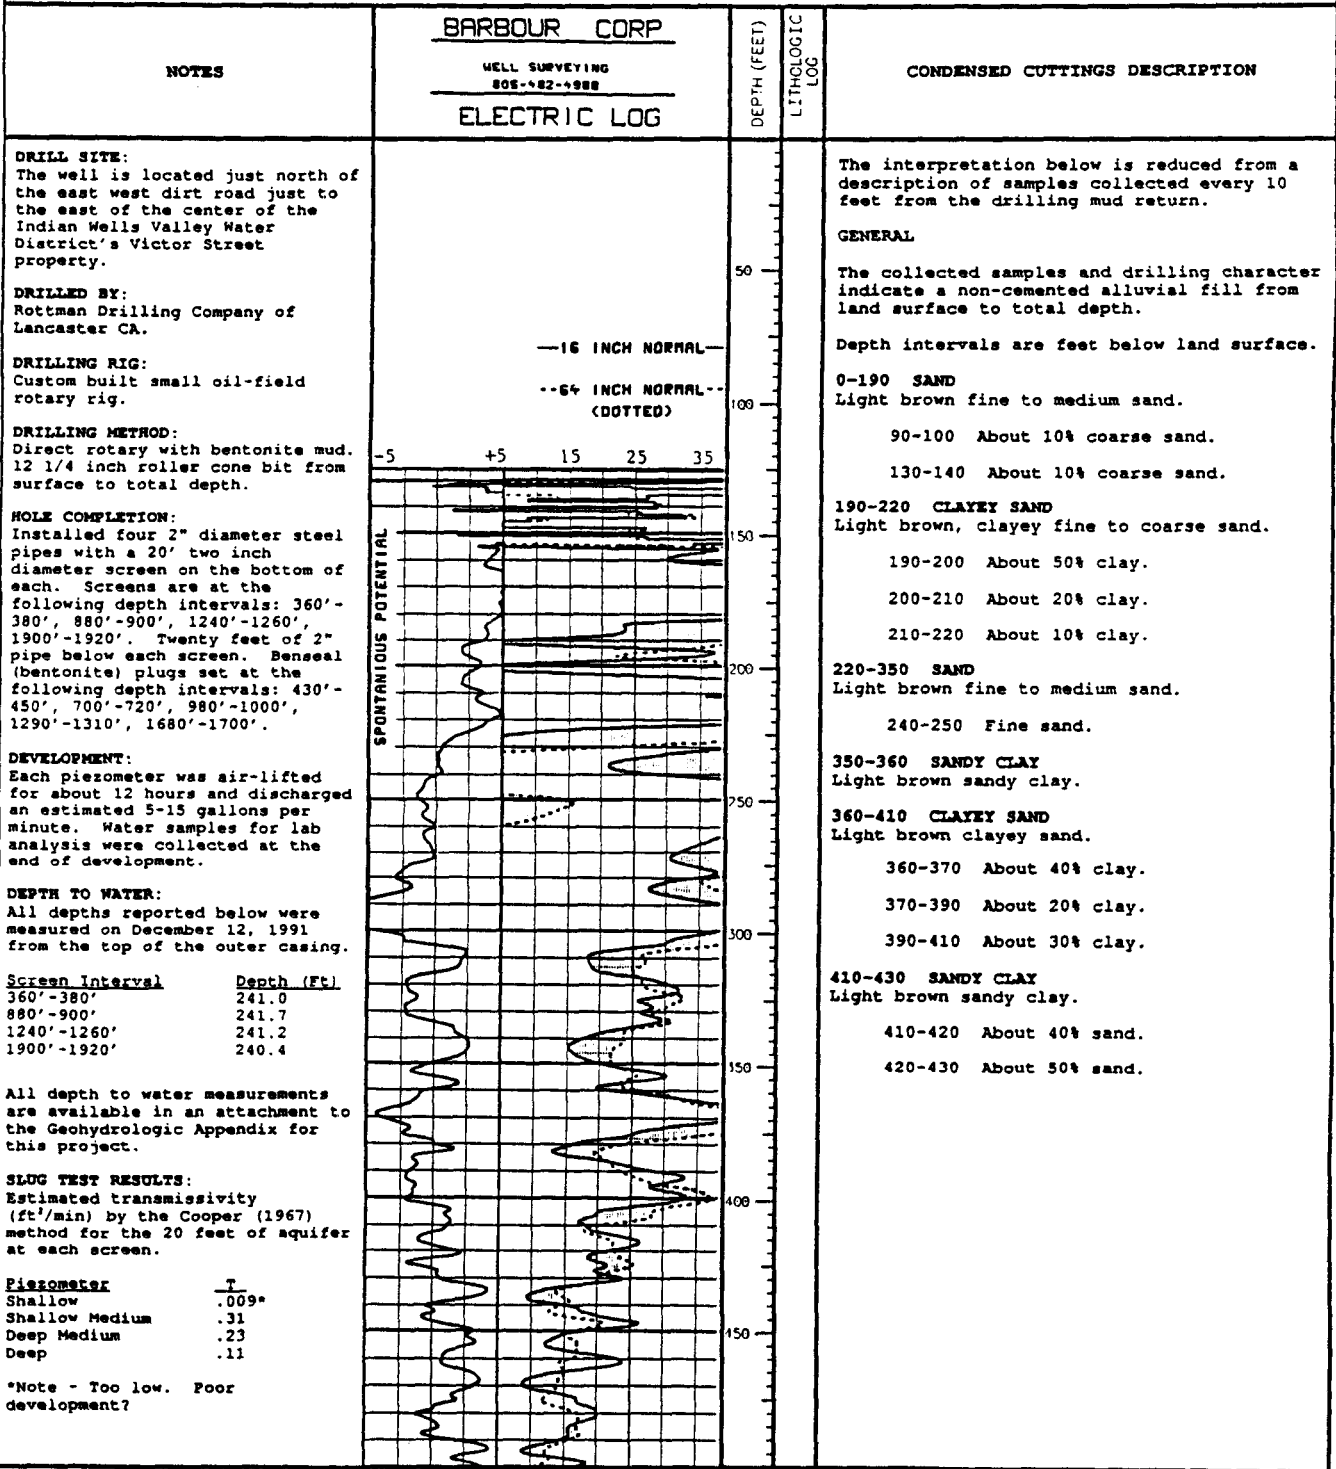 NOTES
BARBOUR CORP
WELL SURVEYING
805-482-4988
ELECTRIC LOG
DEPTH (FEET)
LITHOLOGIC
LOG
CONDENSED CUTTINGS DESCRIPTION
DRILL SITE:
The well is located just north of
the east west dirt road just to
the east of the center of the
Indian Wells Valley Water
District's Victor Street
property.
DRILLED BY:
Rottman Drilling Company of
Lancaster CA.
DRILLING RIG:
Custom built small oil-field
rotary rig.
DRILLING METHOD:
Direct rotary with bentonite mud.
12 1/4 inch roller cone bit from
surface to total depth.
HOLE COMPLETION:
Installed four 2" diameter steel
pipes with a 20' two inch
diameter screen on the bottom of
each. Screens are at the
following depth intervals: 360'-
380', 880'-900', 1240'-1260',
1900'-1920'. Twenty feet of 2"
pipe below each screen. Benseal
(bentonite) plugs set at the
following depth intervals: 430'-
450', 700'-720', 980'-1000',
1290'-1310', 1680'-1700'.
DEVELOPMENT:
Each piezometer was air-lifted
for about 12 hours and discharged
an estimated 5-15 gallons per
minute. Water samples for lab
analysis were collected at the
end of development.
DEPTH TO WATER:
All depths reported below were
measured on December 12, 1991
from the top of the outer casing.
Screen Interval Depth (Ft)
360'-380' 241.0
880'-900' 241.7
1240'-1260' 241.2
1900'-1920' 240.4
All depth to water measurements
are available in an attachment to
the Geohydrologic Appendix for
this project.
SLUG TEST RESULTS:
Estimated transmissivity
(ft²/min) by the Cooper (1967)
method for the 20 feet of aquifer
at each screen.
Piezometer T
Shallow .009*
Shallow Medium .31
Deep Medium .23
Deep .11
*Note - Too low. Poor
development?
16 INCH NORMAL
64 INCH NORMAL
(DOTTED)
-5 +5 15 25 35
SPONTANIOUS POTENTIAL
50
100
150
200
250
300
350
400
450
The interpretation below is reduced from a
description of samples collected every 10
feet from the drilling mud return.
GENERAL
The collected samples and drilling character
indicate a non-cemented alluvial fill from
land surface to total depth.
Depth intervals are feet below land surface.
0-190 SAND
Light brown fine to medium sand.
90-100 About 10% coarse sand.
130-140 About 10% coarse sand.
190-220 CLAYEY SAND
Light brown, clayey fine to coarse sand.
190-200 About 50% clay.
200-210 About 20% clay.
210-220 About 10% clay.
220-350 SAND
Light brown fine to medium sand.
240-250 Fine sand.
350-360 SANDY CLAY
Light brown sandy clay.
360-410 CLAYEY SAND
Light brown clayey sand.
360-370 About 40% clay.
370-390 About 20% clay.
390-410 About 30% clay.
410-430 SANDY CLAY
Light brown sandy clay.
410-420 About 40% sand.
420-430 About 50% sand.